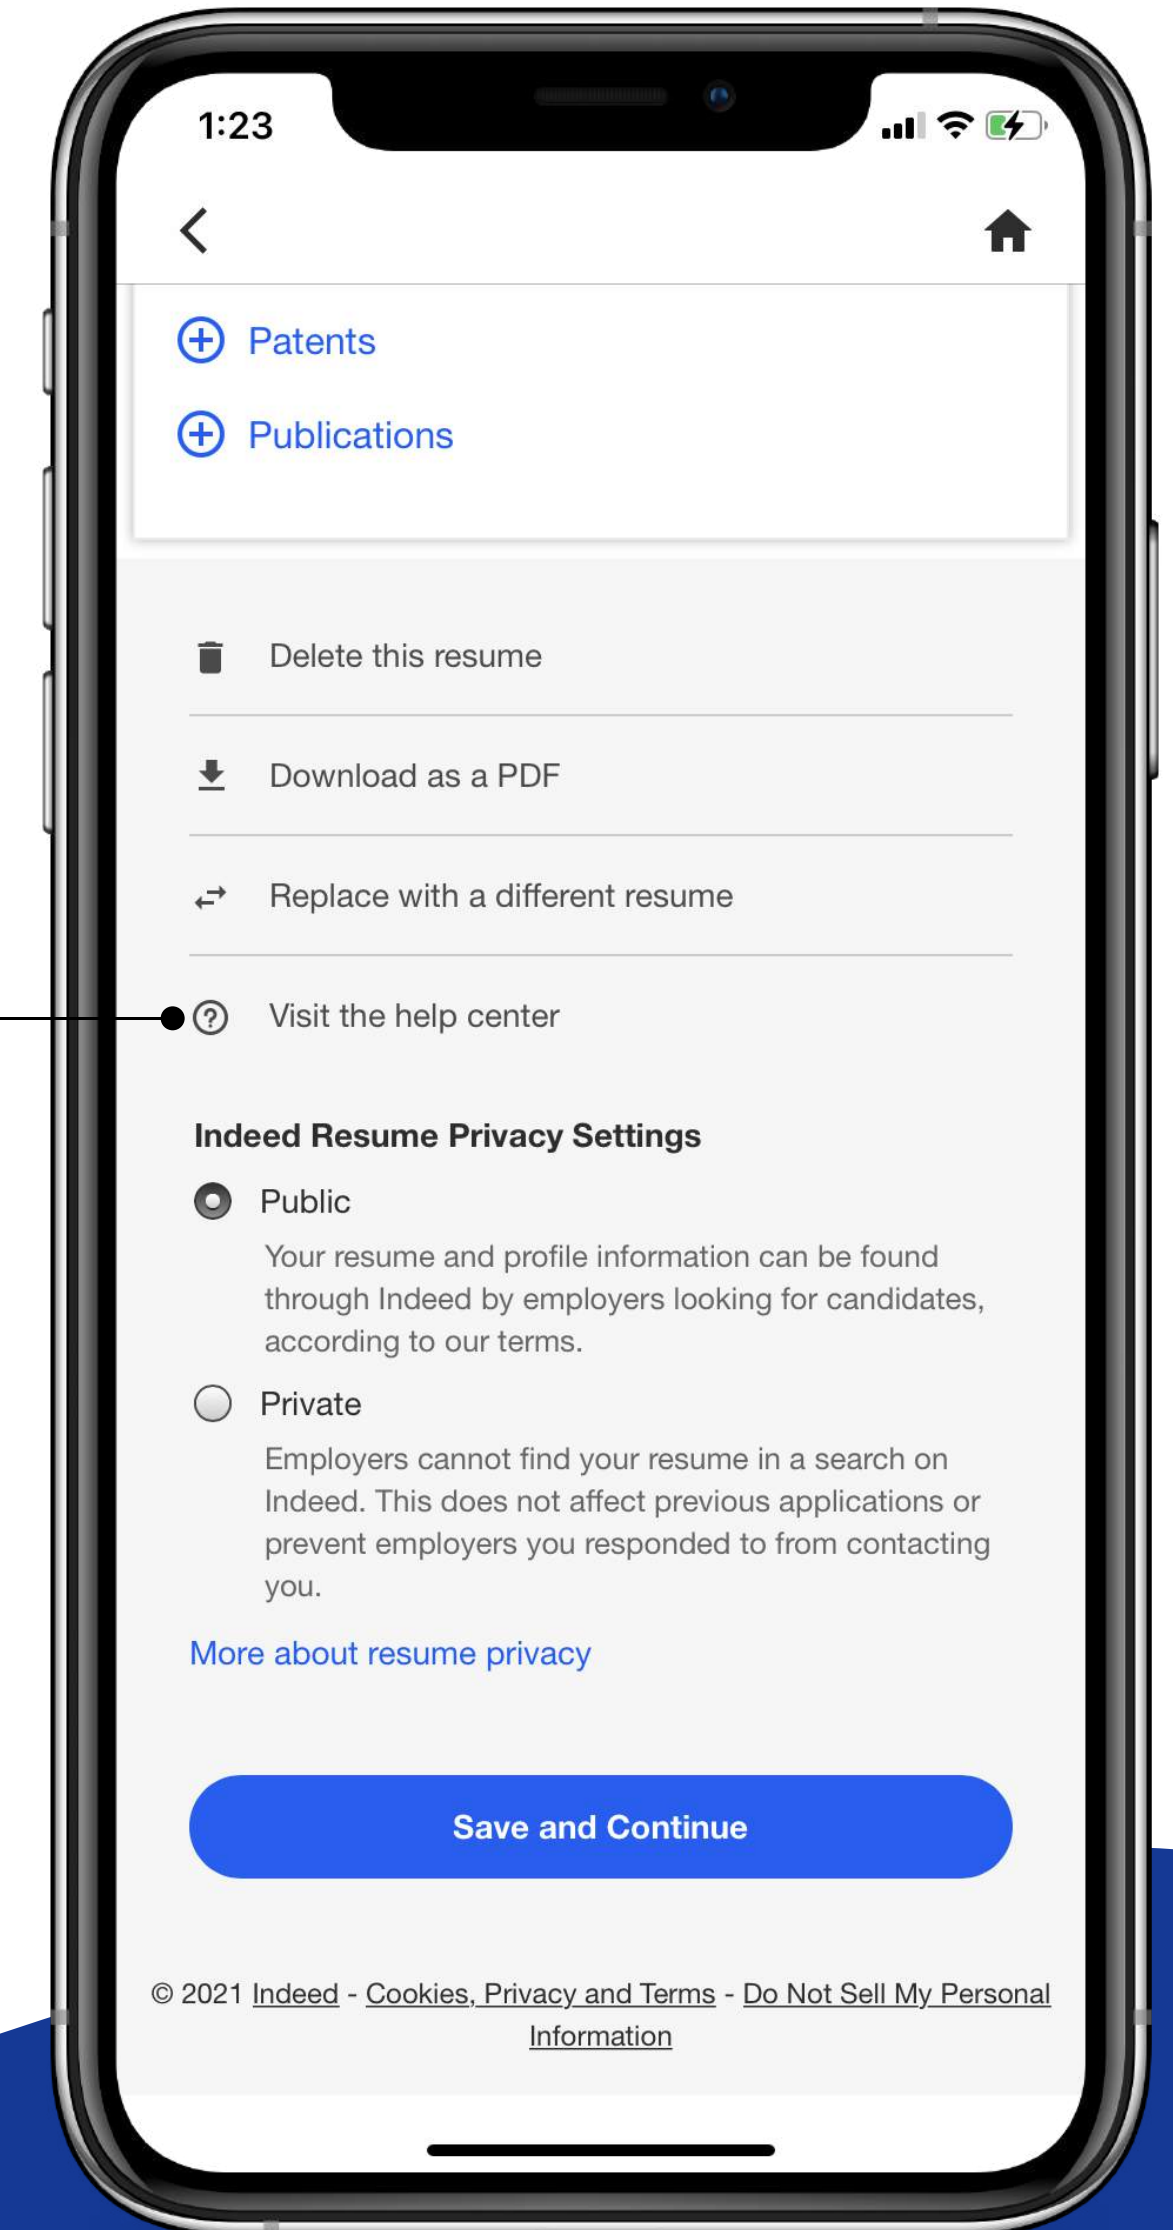 1:23
Patents
Publications
Delete this resume
Download as a PDF
Replace with a different resume
Visit the help center
Indeed Resume Privacy Settings
Public
Your resume and profile information can be found
through Indeed by employers looking for candidates,
according to our terms.
Private
Employers cannot find your resume in a search on
Indeed. This does not affect previous applications or
prevent employers you responded to from contacting
you.
More about resume privacy
Save and Continue
© 2021 Indeed - Cookies, Privacy and Terms - Do Not Sell My Personal
Information